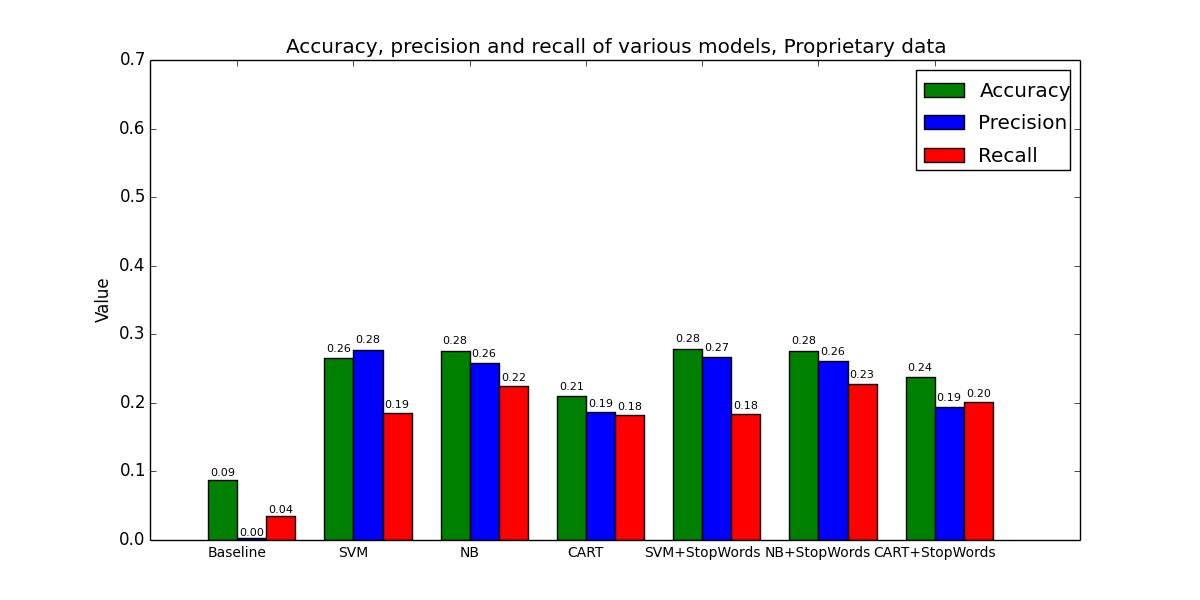 Accuracy, precision and recall of various models, Proprietary data
0.7
0.6
0.5
0.4
0.3
0.2
0.1
0.0
Value
Accuracy
Precision
Recall
0.09 0.00 0.04
0.26 0.28 0.19
0.28 0.26 0.22
0.21 0.19 0.18
0.28 0.27 0.18
0.28 0.26 0.23
0.24 0.19 0.20
Baseline SVM NB CART SVM+StopWords NB+StopWords CART+StopWords